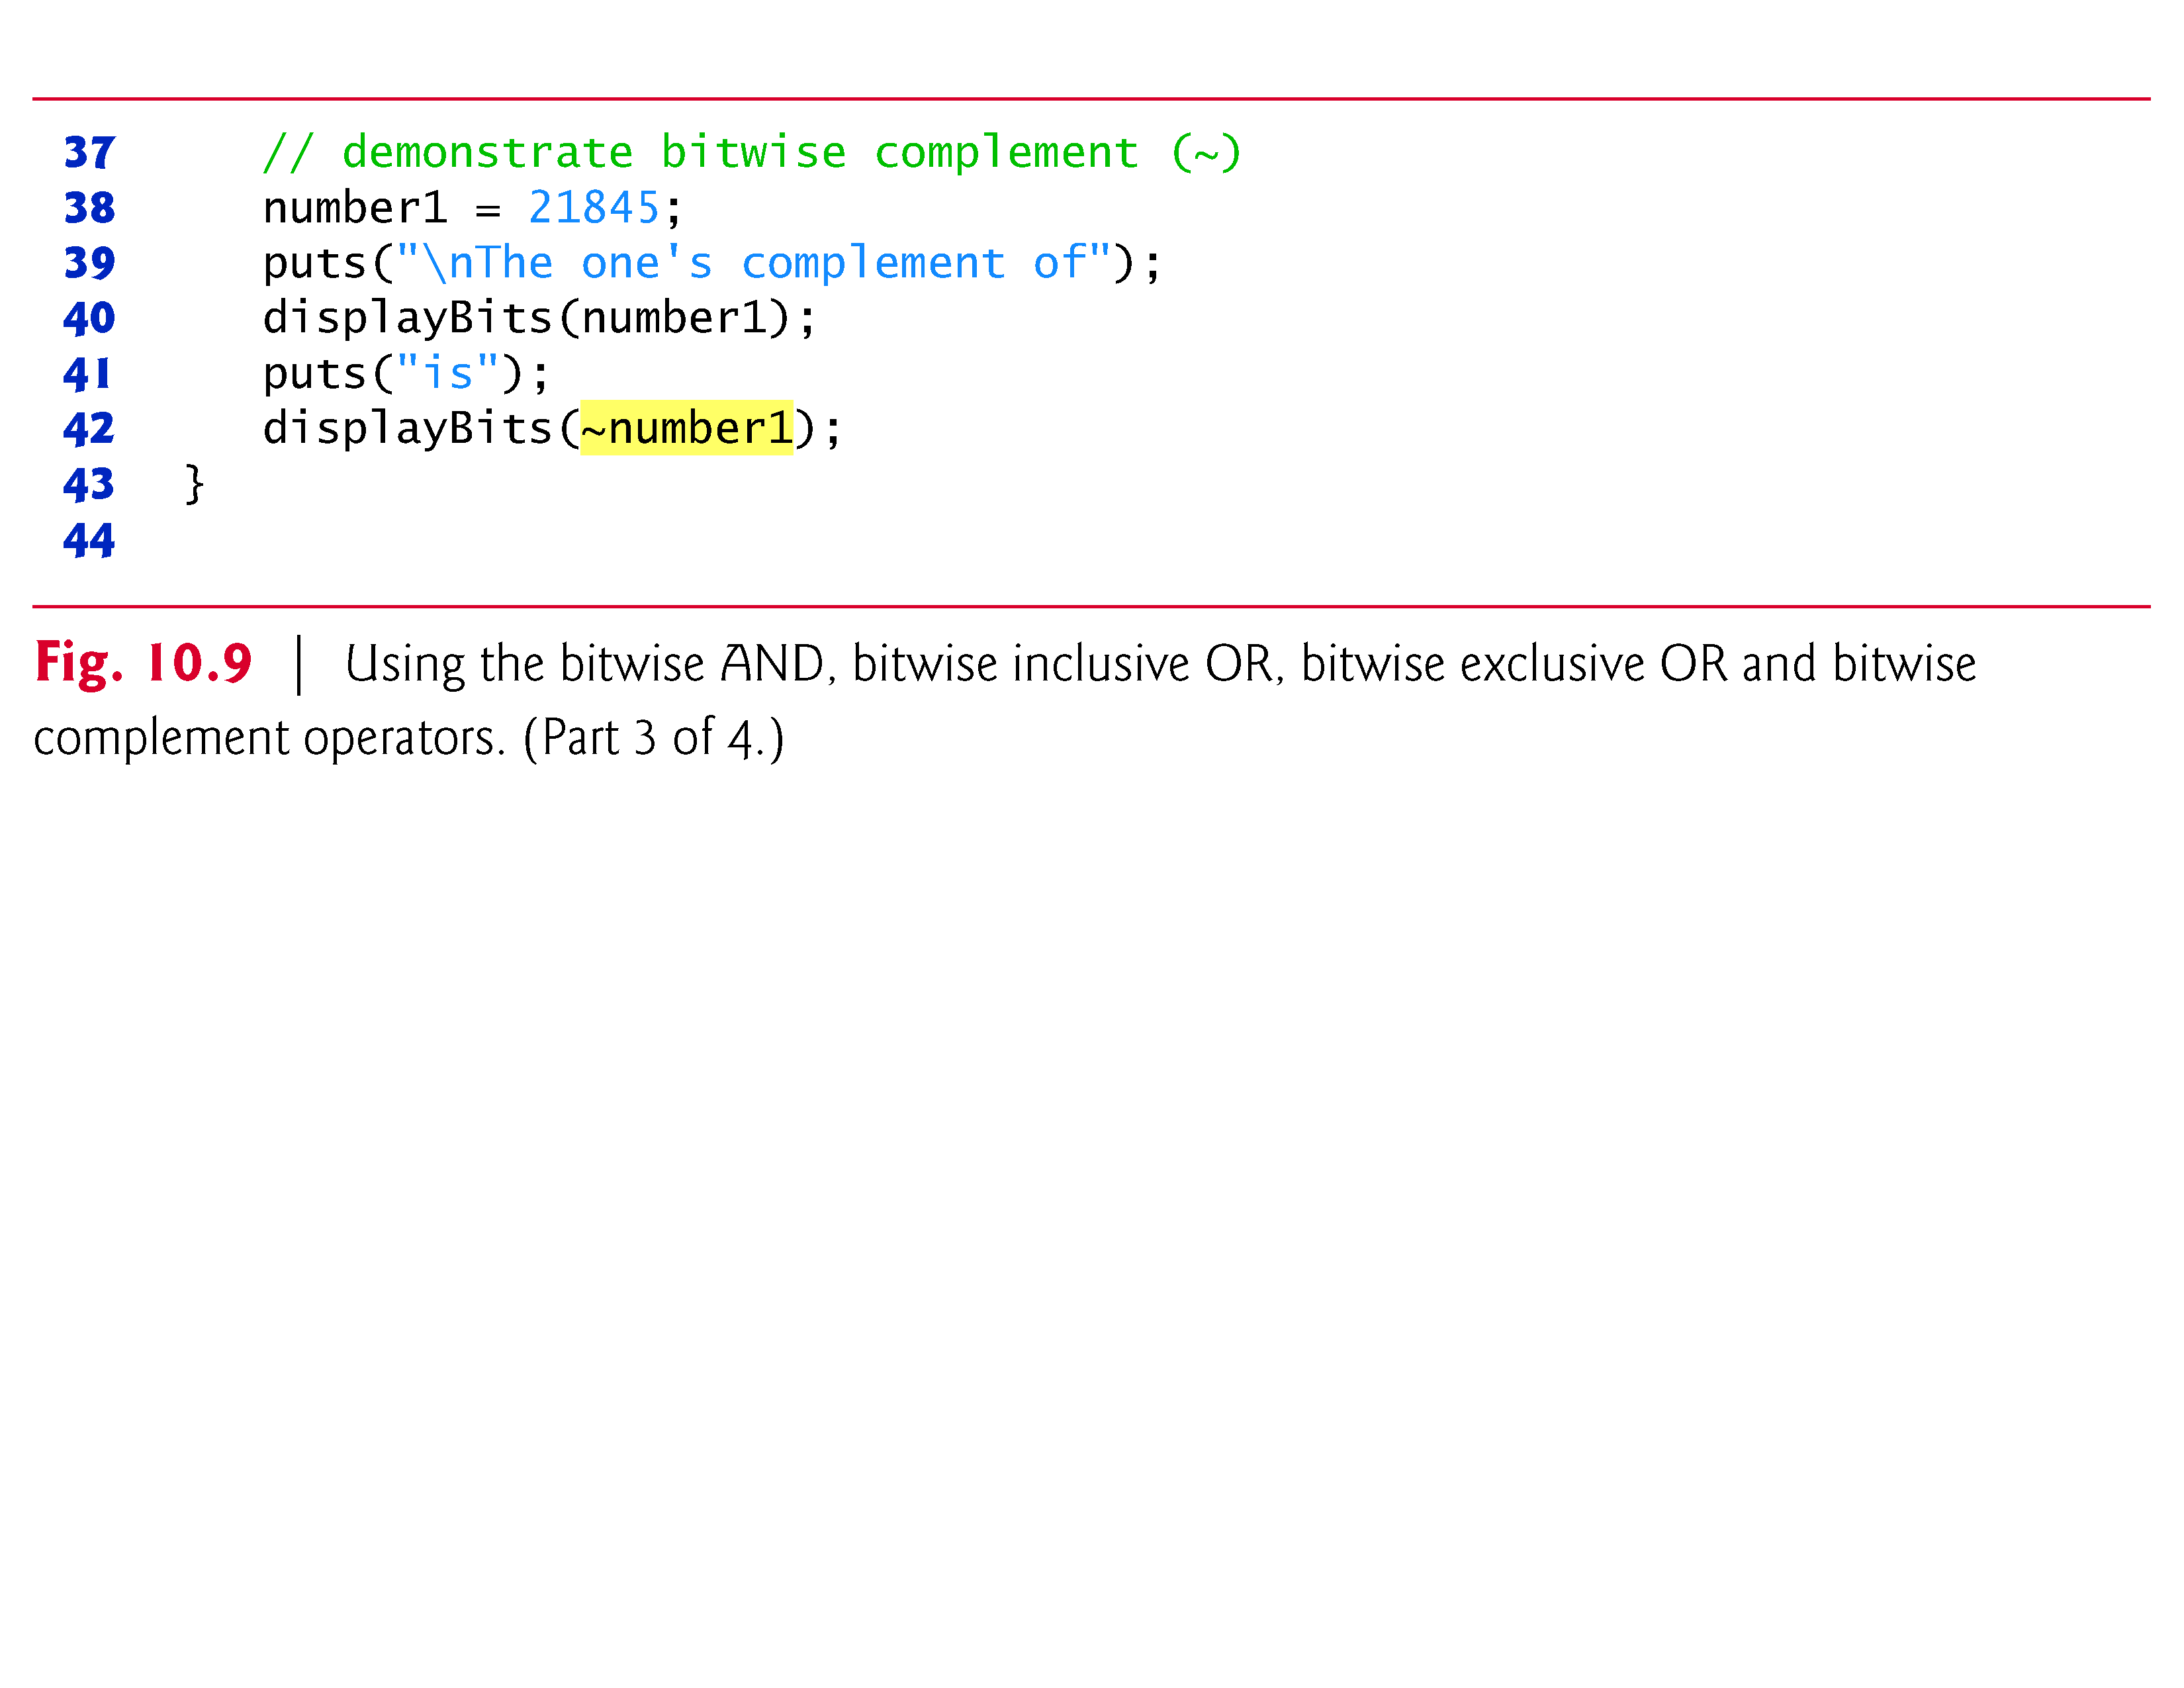 37 // demonstrate bitwise complement (~)
38 number1 = 21845;
39 puts("\nThe one's complement of");
40 displayBits(number1);
41 puts("is");
42 displayBits(~number1);
43 }
44
Fig. 10.9 | Using the bitwise AND, bitwise inclusive OR, bitwise exclusive OR and bitwise
complement operators. (Part 3 of 4.)